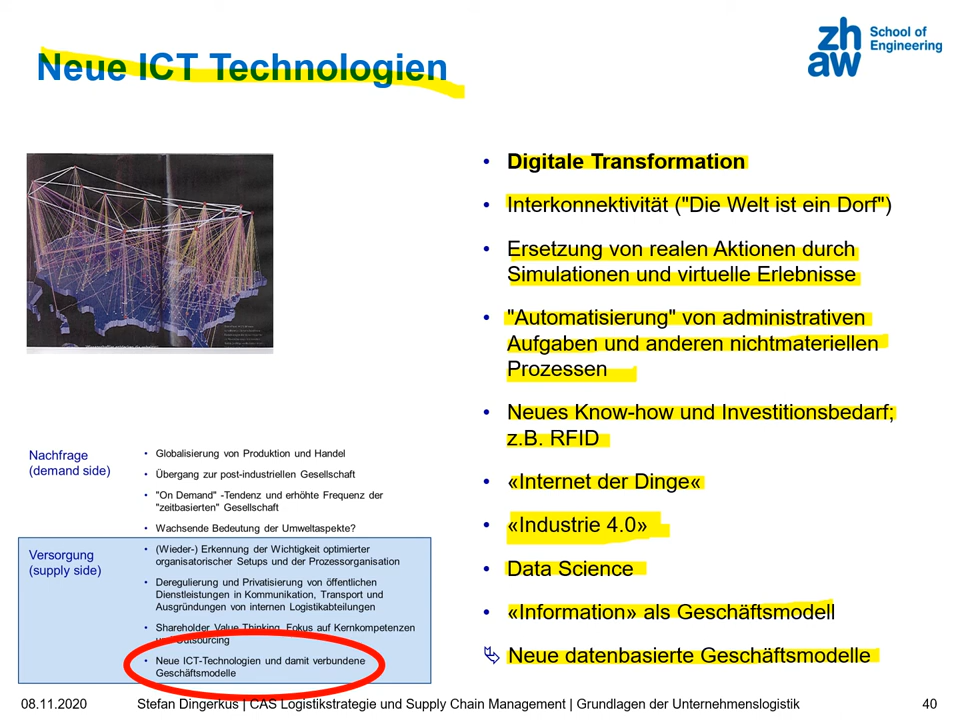 Neue ICT Technologien
zh
aw
School of
Engineering
• Digitale Transformation
• Interkonnektivität ("Die Welt ist ein Dorf")
• Ersetzung von realen Aktionen durch
Simulationen und virtuelle Erlebnisse
• "Automatisierung" von administrativen
Aufgaben und anderen nichtmateriellen
Prozessen
• Neues Know-how und Investitionsbedarf;
z.B. RFID
• «Internet der Dinge«
• «Industrie 4.0»
• Data Science
• «Information» als Geschäftsmodell
Neue datenbasierte Geschäftsmodelle
Nachfrage
(demand side)
• Globalisierung von Produktion und Handel
• Übergang zur post-industriellen Gesellschaft
• "On Demand" -Tendenz und erhöhte Frequenz der
"zeitbasierten" Gesellschaft
• Wachsende Bedeutung der Umweltaspekte?
Versorgung
(supply side)
• (Wieder-) Erkennung der Wichtigkeit optimierter
organisatorischer Setups und der Prozessorganisation
• Deregulierung und Privatisierung von öffentlichen
Dienstleistungen in Kommunikation, Transport und
Ausgründungen von internen Logistikabteilungen
• Shareholder Value Thinking, Fokus auf Kernkompetenzen
und Outsourcing
• Neue ICT-Technologien und damit verbundene
Geschäftsmodelle
08.11.2020
Stefan Dingerkus | CAS Logistikstrategie und Supply Chain Management | Grundlagen der Unternehmenslogistik
40